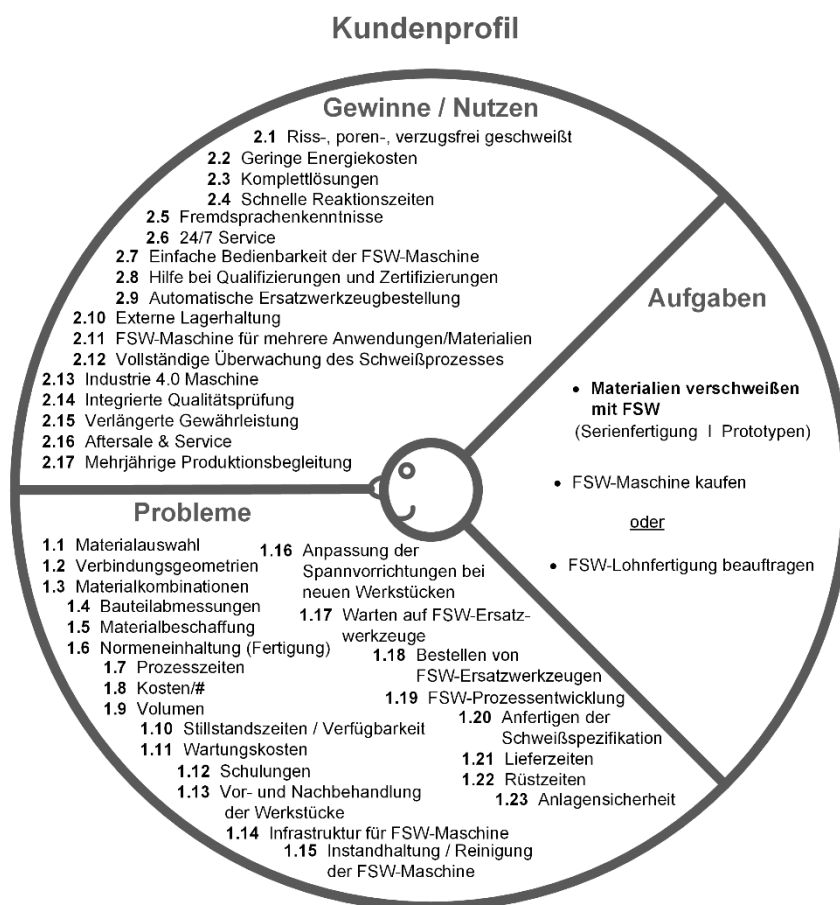 Kundenprofil
Gewinne / Nutzen
2.1 Riss-, poren-, verzugsfrei geschweißt
2.2 Geringe Energiekosten
2.3 Komplettlösungen
2.4 Schnelle Reaktionszeiten
2.5 Fremdsprachenkenntnisse
2.6 24/7 Service
2.7 Einfache Bedienbarkeit der FSW-Maschine
2.8 Hilfe bei Qualifizierungen und Zertifizierungen
2.9 Automatische Ersatzwerkzeugbestellung
2.10 Externe Lagerhaltung
2.11 FSW-Maschine für mehrere Anwendungen/Materialien
2.12 Vollständige Überwachung des Schweißprozesses
2.13 Industrie 4.0 Maschine
2.14 Integrierte Qualitätsprüfung
2.15 Verlängerte Gewährleistung
2.16 Aftersale & Service
2.17 Mehrjährige Produktionsbegleitung
Aufgaben
• Materialien verschweißen
mit FSW
(Serienfertigung I Prototypen)
• FSW-Maschine kaufen
oder
• FSW-Lohnfertigung beauftragen
Probleme
1.1 Materialauswahl
1.2 Verbindungsgeometrien
1.3 Materialkombinationen
1.4 Bauteilabmessungen
1.5 Materialbeschaffung
1.6 Normeneinhaltung (Fertigung)
1.7 Prozesszeiten
1.8 Kosten/#
1.9 Volumen
1.10 Stillstandszeiten / Verfügbarkeit
1.11 Wartungskosten
1.12 Schulungen
1.13 Vor- und Nachbehandlung
der Werkstücke
1.14 Infrastruktur für FSW-Maschine
1.15 Instandhaltung / Reinigung
der FSW-Maschine
1.16 Anpassung der
Spannvorrichtungen bei
neuen Werkstücken
1.17 Warten auf FSW-Ersatz-
werkzeuge
1.18 Bestellen von
FSW-Ersatzwerkzeugen
1.19 FSW-Prozessentwicklung
1.20 Anfertigen der
Schweißspezifikation
1.21 Lieferzeiten
1.22 Rüstzeiten
1.23 Anlagensicherheit